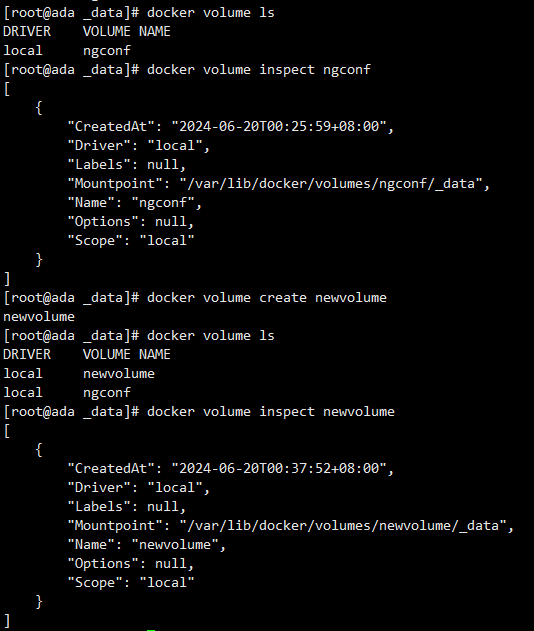 [root@ada _data]# docker volume ls
DRIVER    VOLUME NAME
local     ngconf
[root@ada _data]# docker volume inspect ngconf
[
    {
        "CreatedAt": "2024-06-20T00:25:59+08:00",
        "Driver": "local",
        "Labels": null,
        "Mountpoint": "/var/lib/docker/volumes/ngconf/_data",
        "Name": "ngconf",
        "Options": null,
        "Scope": "local"
    }
]
[root@ada _data]# docker volume create newvolume
newvolume
[root@ada _data]# docker volume ls
DRIVER    VOLUME NAME
local     newvolume
local     ngconf
[root@ada _data]# docker volume inspect newvolume
[
    {
        "CreatedAt": "2024-06-20T00:37:52+08:00",
        "Driver": "local",
        "Labels": null,
        "Mountpoint": "/var/lib/docker/volumes/newvolume/_data",
        "Name": "newvolume",
        "Options": null,
        "Scope": "local"
    }
]